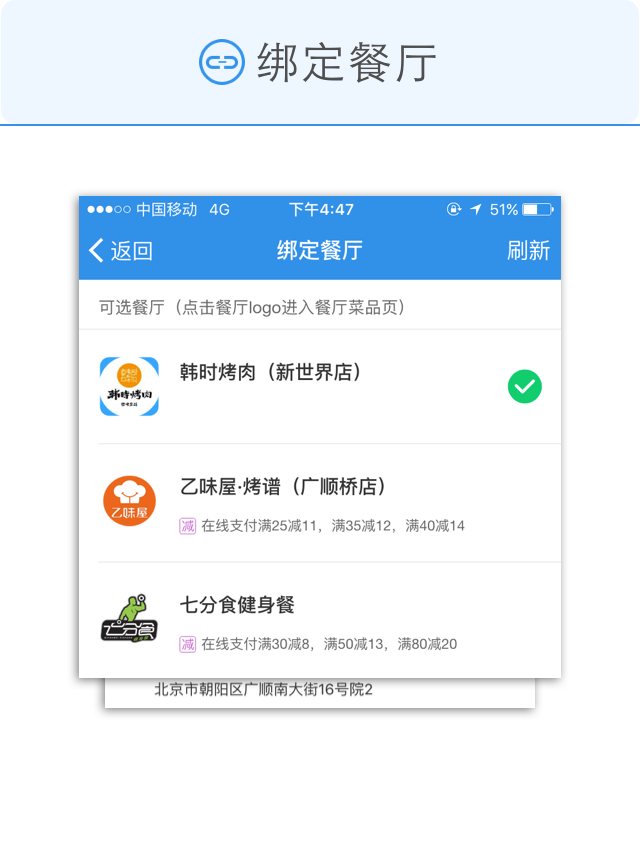 绑定餐厅
中国移动 4G 下午4:47 51%
返回 绑定餐厅 刷新
可选餐厅（点击餐厅logo进入餐厅菜品页）
韩时烤肉
韩时烤肉（新世界店）
乙味屋·烤谱（广顺桥店）
乙味屋
减 在线支付满25减11，满35减12，满40减14
七分食健身餐
七分食
减 在线支付满30减8，满50减13，满80减20
北京市朝阳区广顺南大街16号院2